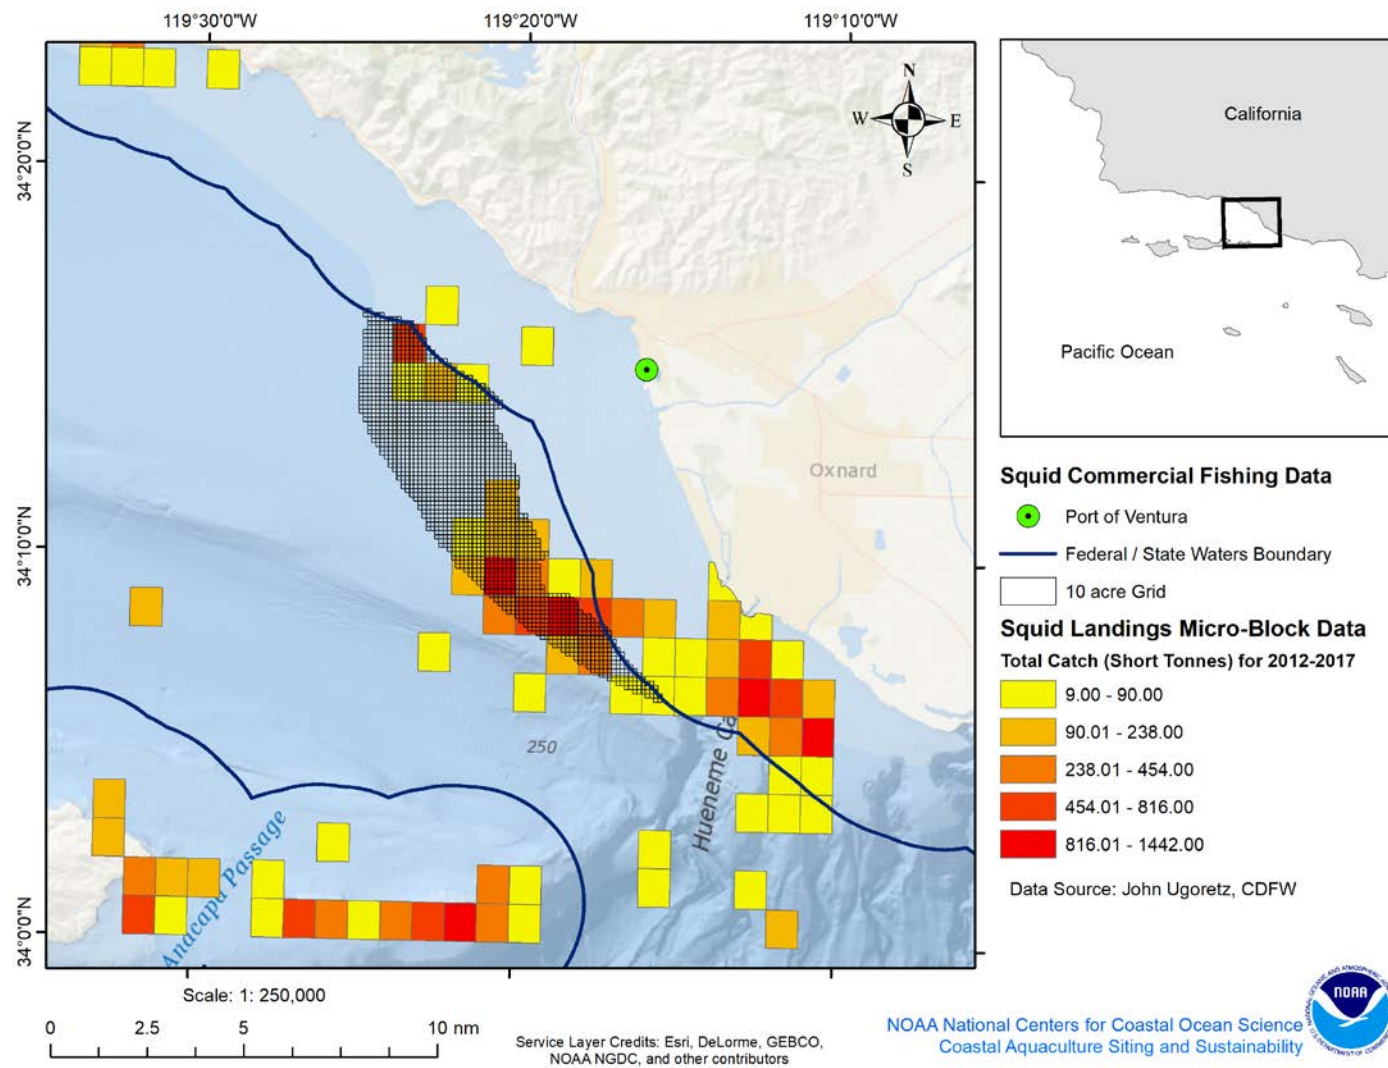 119°30'0"W
119°20'0"W
119°10'0"W
34°20'0"N
34°10'0"N
34°0'0"N
N
W
E
S
Oxnard
250
Hueneme Ca
Anacapa Passage
California
Pacific Ocean
Squid Commercial Fishing Data
Port of Ventura
Federal / State Waters Boundary
10 acre Grid
Squid Landings Micro-Block Data
Total Catch (Short Tonnes) for 2012-2017
9.00 - 90.00
90.01 - 238.00
238.01 - 454.00
454.01 - 816.00
816.01 - 1442.00
Data Source: John Ugoretz, CDFW
Scale: 1: 250,000
0 2.5 5 10 nm
Service Layer Credits: Esri, DeLorme, GEBCO,
NOAA NGDC, and other contributors
NOAA National Centers for Coastal Ocean Science
Coastal Aquaculture Siting and Sustainability
NOAA